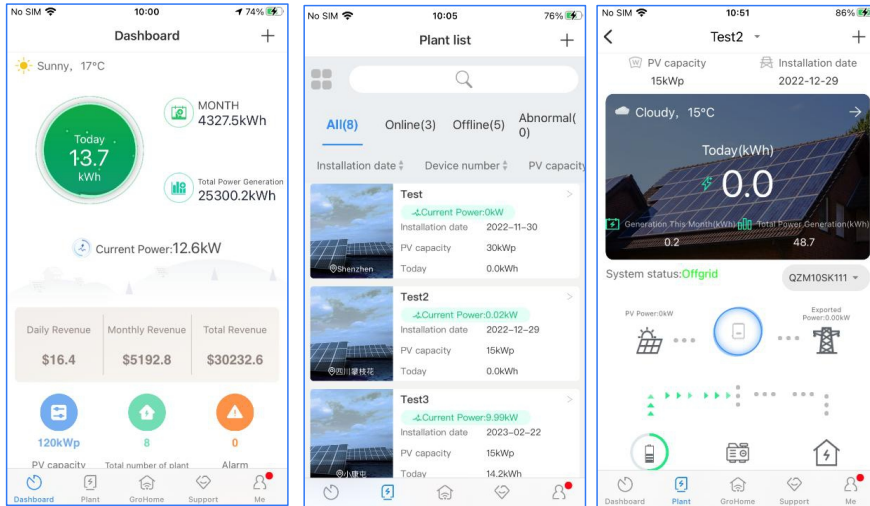 No SIM
10:00
74%
Dashboard
Sunny, 17°C
Today
13.7
kWh
MONTH
4327.5kWh
Total Power Generation
25300.2kWh
Current Power:12.6kW
Daily Revenue
Monthly Revenue
Total Revenue
$16.4
$5192.8
$30232.6
120kWp
8
0
PV capacity
Total number of plant
Alarm
Dashboard
Plant
GroHome
Support
Me
No SIM
10:05
76%
Plant list
All(8)
Online(3)
Offline(5)
Abnormal(
0)
Installation date
Device number
PV capacity
Test
Current Power:0kW
Installation date 2022-11-30
PV capacity 30kWp
Today 0.0kWh
Shenzhen
Test2
Current Power:0.02kW
Installation date 2022-12-29
PV capacity 15kWp
Today 0.0kWh
四川攀枝花
Test3
Current Power:9.99kW
Installation date 2023-02-22
PV capacity 15kWp
Today 14.2kWh
No SIM
10:51
86%
Test2
PV capacity
15kWp
Installation date
2022-12-29
Cloudy, 15°C
Today(kWh)
0.0
Generation This Month(kWh)
0.2
Total Power Generation(kWh)
48.7
System status:Offgrid
QZM10SK111
PV Power:0kW
Exported
Power:0.00kW
Dashboard
Plant
GroHome
Support
Me